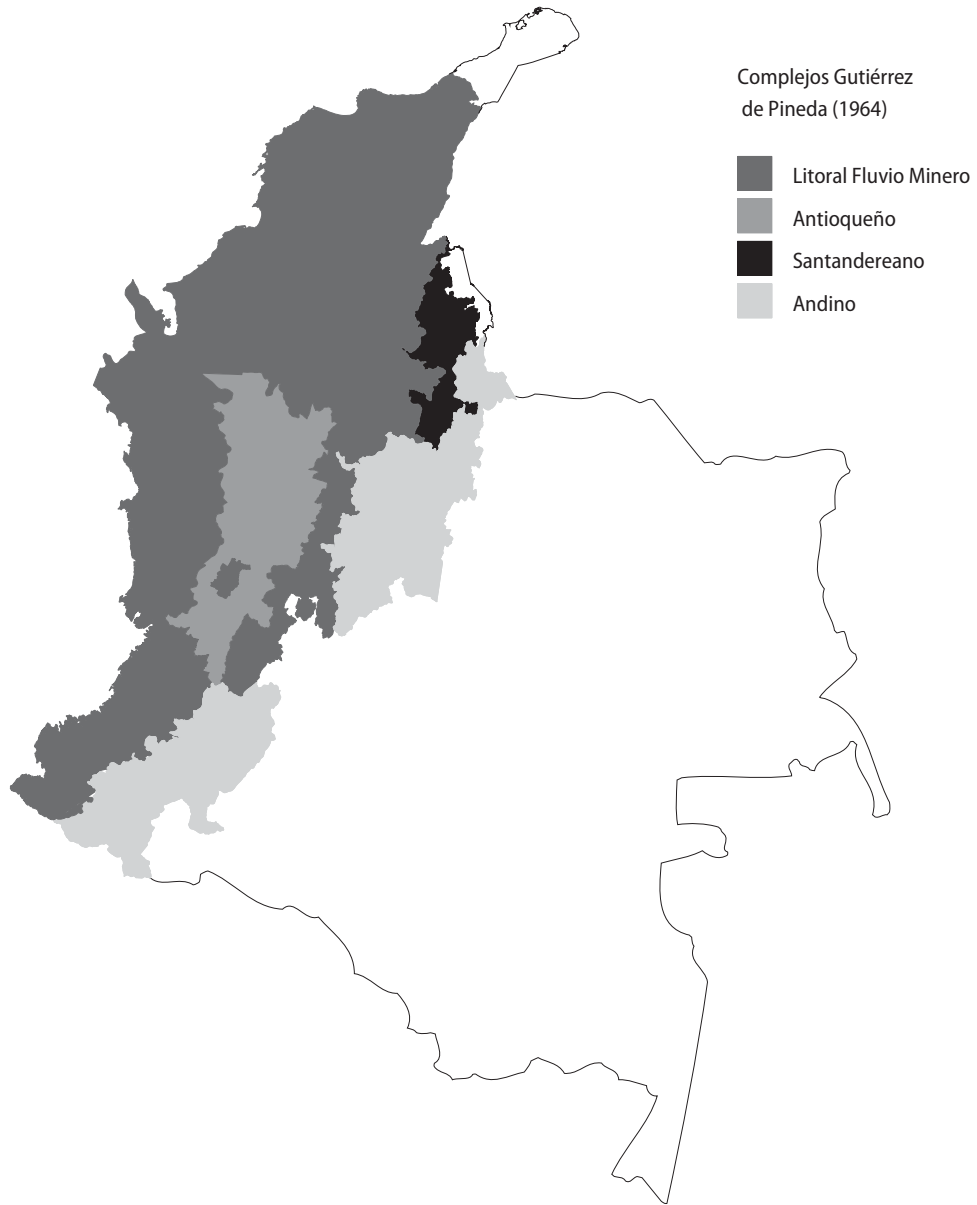 Complejos Gutiérrez
de Pineda (1964)
Litoral Fluvio Minero
Antioqueño
Santandereano
Andino